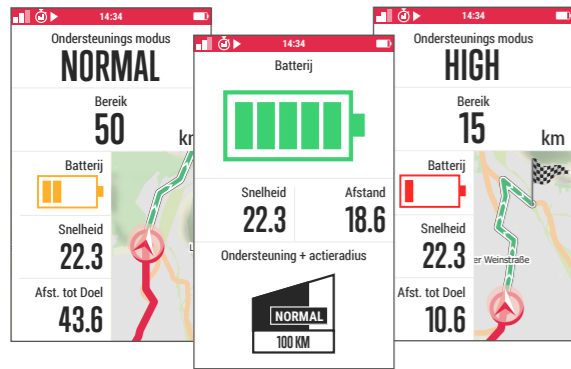 14:34
Ondersteunings modus
NORMAL
Bereik
50
km
Batterij
Snelheid
22.3
Afst. tot Doel
43.6
14:34
Batterij
Snelheid
Afstand
22.3
18.6
Ondersteuning + actieradius
NORMAL
100 KM
14:34
Ondersteunings modus
HIGH
Bereik
15
km
Batterij
Snelheid
22.3
er Weinstraße
Afst. tot Doel
10.6